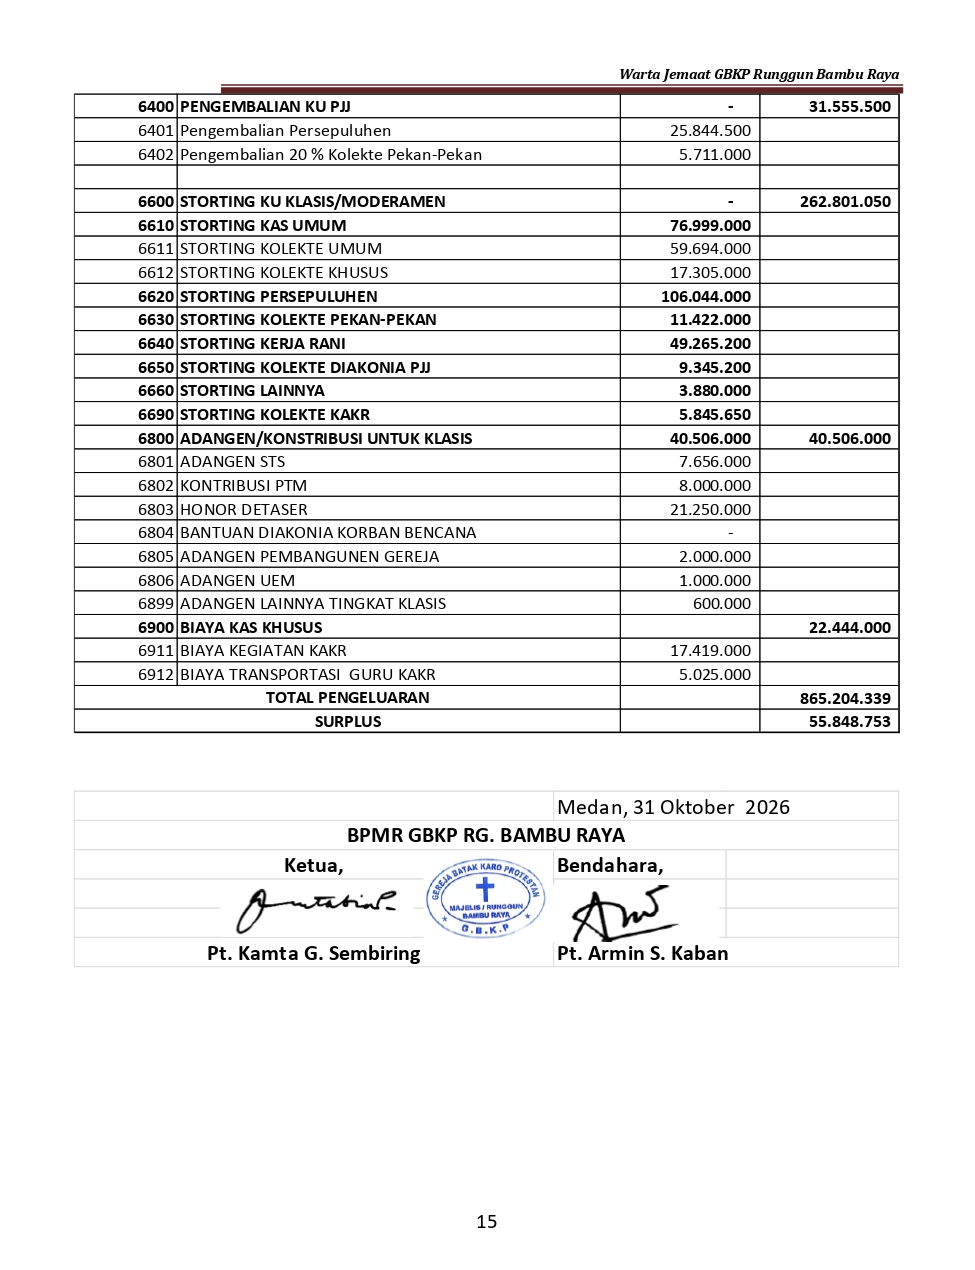 Warta Jemaat GBKP Runggun Bambu Raya
6400 PENGEMBALIAN KU PJJ - 31.555.500
6401 Pengembalian Persepuluhen 25.844.500
6402 Pengembalian 20 % Kolekte Pekan-Pekan 5.711.000
6600 STORTING KU KLASIS/MODERAMEN - 262.801.050
6610 STORTING KAS UMUM 76.999.000
6611 STORTING KOLEKTE UMUM 59.694.000
6612 STORTING KOLEKTE KHUSUS 17.305.000
6620 STORTING PERSEPULUHEN 106.044.000
6630 STORTING KOLEKTE PEKAN-PEKAN 11.422.000
6640 STORTING KERJA RANI 49.265.200
6650 STORTING KOLEKTE DIAKONIA PJJ 9.345.200
6660 STORTING LAINNYA 3.880.000
6690 STORTING KOLEKTE KAKR 5.845.650
6800 ADANGEN/KONSTRIBUSI UNTUK KLASIS 40.506.000 40.506.000
6801 ADANGEN STS 7.656.000
6802 KONTRIBUSI PTM 8.000.000
6803 HONOR DETASER 21.250.000
6804 BANTUAN DIAKONIA KORBAN BENCANA -
6805 ADANGEN PEMBANGUNEN GEREJA 2.000.000
6806 ADANGEN UEM 1.000.000
6899 ADANGEN LAINNYA TINGKAT KLASIS 600.000
6900 BIAYA KAS KHUSUS 22.444.000
6911 BIAYA KEGIATAN KAKR 17.419.000
6912 BIAYA TRANSPORTASI  GURU KAKR 5.025.000
TOTAL PENGELUARAN 865.204.339
SURPLUS 55.848.753
Medan, 31 Oktober  2026
BPMR GBKP RG. BAMBU RAYA
Ketua, Bendahara,
GEREJA BATAK KARO PROTESTAN
MAJELIS / RUNGGUN
BAMBU RAYA
G.B.K.P
Pt. Kamta G. Sembiring Pt. Armin S. Kaban
15